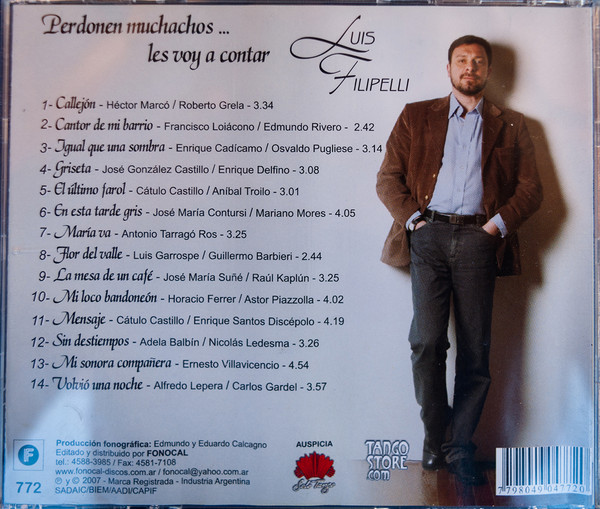 Perdonen muchachos ...
les voy a contar
LUIS
FILIPELLI
1- Callejón - Héctor Marcó / Roberto Grela - 3.34
2- Cantor de mi barrio - Francisco Loiácono / Edmundo Rivero - 2.42
3- Igual que una sombra - Enrique Cadícamo / Osvaldo Pugliese - 3.14
4- Griseta - José González Castillo / Enrique Delfino - 3.08
5- El último farol - Cátulo Castillo / Aníbal Troilo - 3.01
6- En esta tarde gris - José María Contursi / Mariano Mores - 4.05
7- María va - Antonio Tarragó Ros - 3.25
8- Flor del valle - Luis Garrospe / Guillermo Barbieri - 2.44
9- La mesa de un café - José María Suñé / Raúl Kaplún - 3.25
10- Mi loco bandoneón - Horacio Ferrer / Astor Piazzolla - 4.02
11- Mensaje - Cátulo Castillo / Enrique Santos Discépolo - 4.19
12- Sin destiempos - Adela Balbín / Nicolás Ledesma - 3.26
13- Mi sonora compañera - Ernesto Villavicencio - 4.54
14- Volvió una noche - Alfredo Lepera / Carlos Gardel - 3.57
F
772
Producción fonográfica: Edmundo y Eduardo Calcagno
Editado y distribuido por FONOCAL
tel.: 4588-3985 / Fax: 4581-7108
www.fonocal-discos.com.ar / fonocal@yahoo.com.ar
℗ y © 2007 - Marca Registrada - Industria Argentina
SADAIC/BIEM/AADI/CAPIF
AUSPICIA
Solo Tango
TANGO
STORE
.com
7 798049 047720